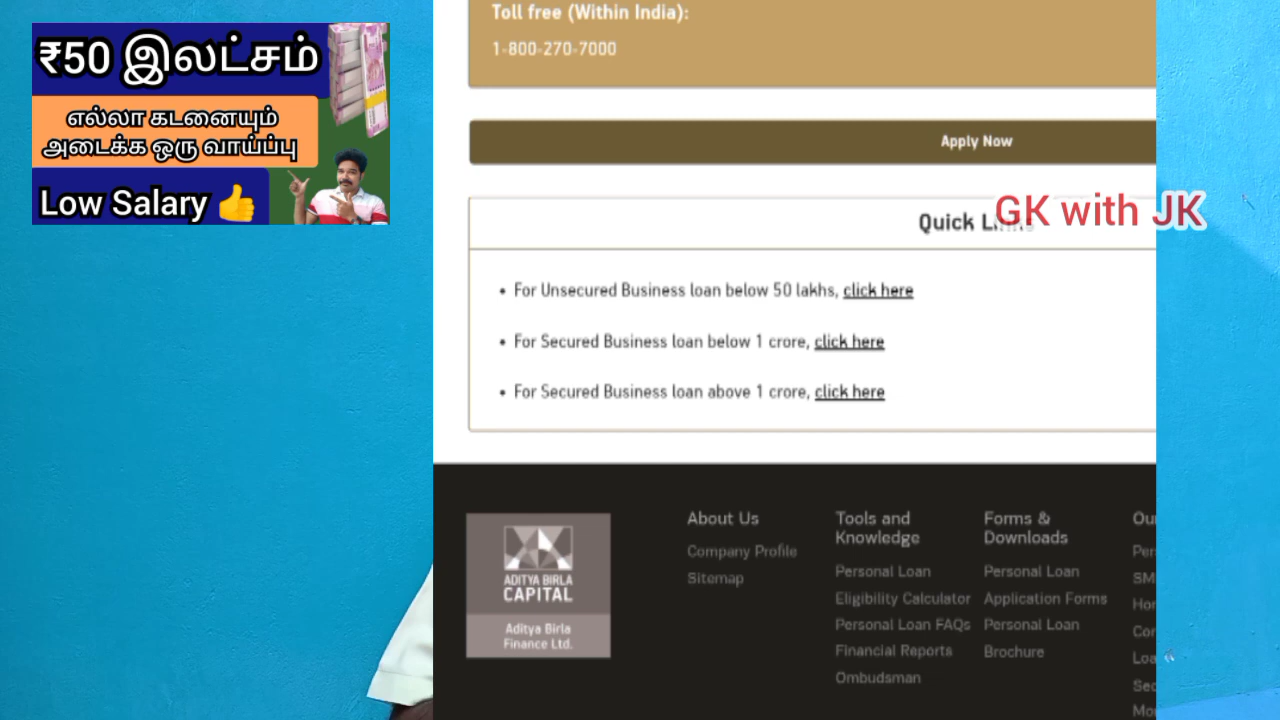 ₹50 இலட்சம்
எல்லா கடனையும்
அடைக்க ஒரு வாய்ப்பு
Low Salary
Toll free (Within India):
1-800-270-7000
Apply Now
GK with JK
Quick
• For Unsecured Business loan below 50 lakhs, click here
• For Secured Business loan below 1 crore, click here
• For Secured Business loan above 1 crore, click here
ADITYA BIRLA
CAPITAL
Aditya Birla
Finance Ltd.
About Us
Company Profile
Sitemap
Tools and
Knowledge
Personal Loan
Eligibility Calculator
Personal Loan FAQs
Financial Reports
Ombudsman
Forms &
Downloads
Personal Loan
Application Forms
Personal Loan
Brochure